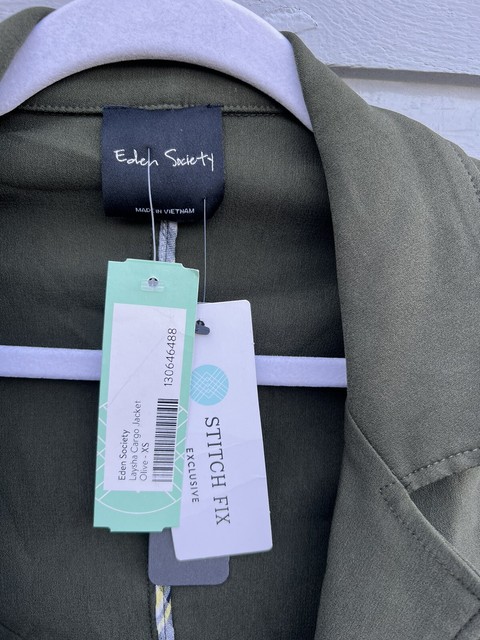 Eden Society
MADE IN VIETNAM
130646488
Eden Society
Laysha Cargo Jacket
Olive - XS
STITCH FIX
EXCLUSIVE